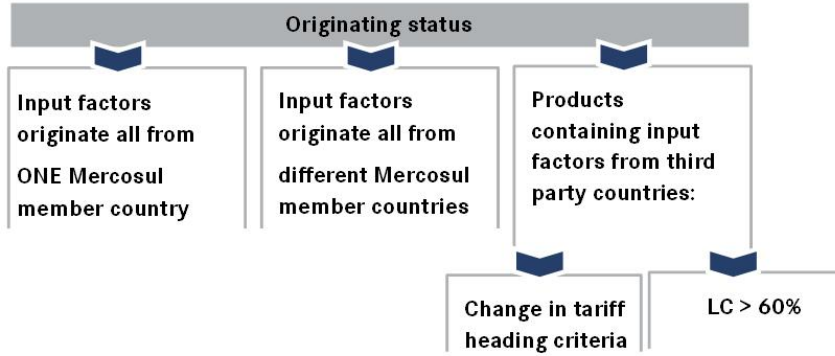 Originating status
Input factors
originate all from
ONE Mercosul
member country
Input factors
originate all from
different Mercosul
member countries
Products
containing input
factors from third
party countries:
Change in tariff
heading criteria
LC > 60%